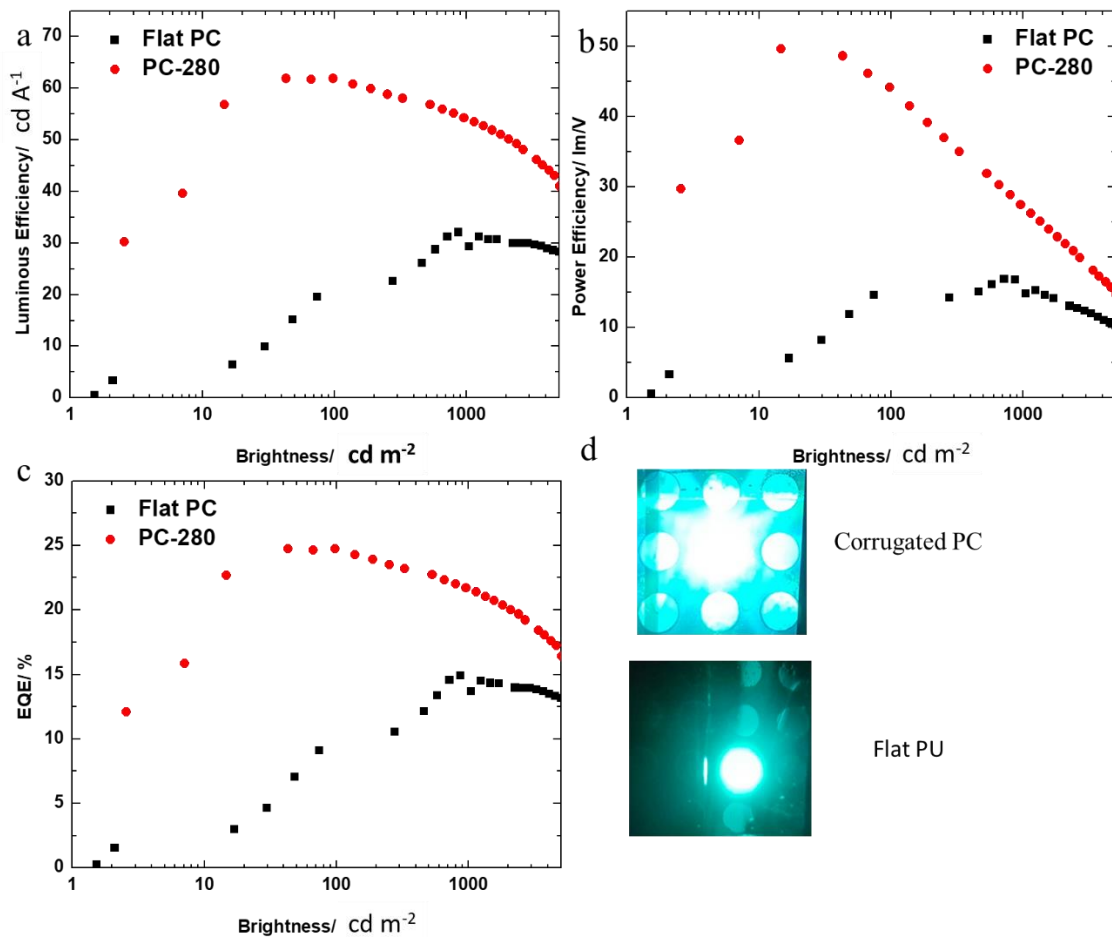 a
Luminous Efficiency/ cd A-1
70
60
50
40
30
20
10
0
Flat PC
PC-280
1 10 100 1000
Brightness/ cd m-2
b
Power Efficiency/ lm/V
50
40
30
20
10
0
Flat PC
PC-280
1 10 100 1000
Brightness/ cd m-2
c
EQE/ %
30
25
20
15
10
5
0
Flat PC
PC-280
1 10 100 1000
Brightness/ cd m-2
d
Corrugated PC
Flat PU